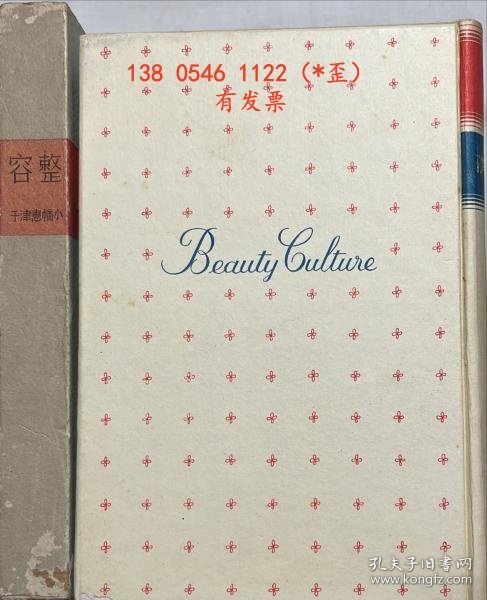 138 0546 1122 (*歪)
有发票
容整
子津恵幡小
Beauty Culture
孔夫子旧书网
www.kongfz.com